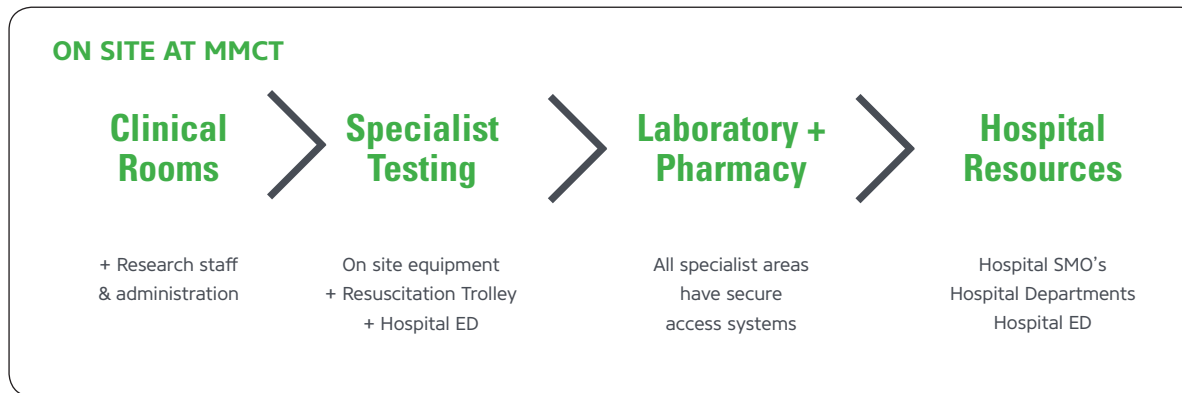 ON SITE AT MMCT
Clinical
Rooms
+ Research staff
& administration
Specialist
Testing
On site equipment
+ Resuscitation Trolley
+ Hospital ED
Laboratory +
Pharmacy
All specialist areas
have secure
access systems
Hospital
Resources
Hospital SMO’s
Hospital Departments
Hospital ED